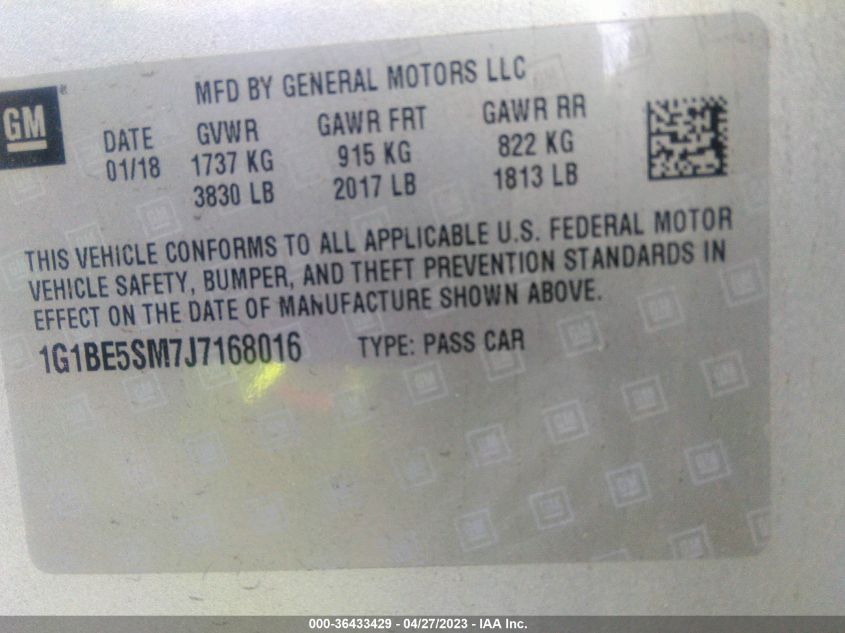 GM
MFD BY GENERAL MOTORS LLC
DATE GVWR GAWR FRT GAWR RR
01/18 1737 KG 915 KG 822 KG
3830 LB 2017 LB 1813 LB
THIS VEHICLE CONFORMS TO ALL APPLICABLE U.S. FEDERAL MOTOR
VEHICLE SAFETY, BUMPER, AND THEFT PREVENTION STANDARDS IN
EFFECT ON THE DATE OF MANUFACTURE SHOWN ABOVE.
1G1BE5SM7J7168016 TYPE: PASS CAR
000-36433429 - 04/27/2023 - IAA Inc.